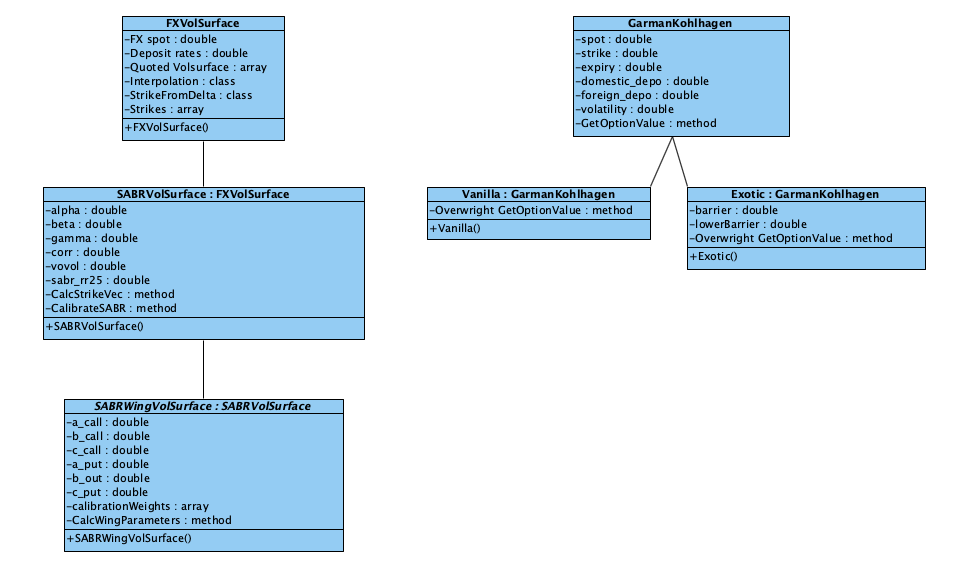 FXVolSurface
-FX spot : double
-Deposit rates : double
-Quoted Volsurface : array
-Interpolation : class
-StrikeFromDelta : class
-Strikes : array
+FXVolSurface()
GarmanKohlhagen
-spot : double
-strike : double
-expiry : double
-domestic_depo : double
-foreign_depo : double
-volatility : double
-GetOptionValue : method
SABRVolSurface : FXVolSurface
-alpha : double
-beta : double
-gamma : double
-corr : double
-vovol : double
-sabr_rr25 : double
-CalcStrikeVec : method
-CalibrateSABR : method
+SABRVolSurface()
Vanilla : GarmanKohlhagen
-Overwright GetOptionValue : method
+Vanilla()
Exotic : GarmanKohlhagen
-barrier : double
-lowerBarrier : double
-Overwright GetOptionValue : method
+Exotic()
SABRWingVolSurface : SABRVolSurface
-a_call : double
-b_call : double
-c_call : double
-a_put : double
-b_out : double
-c_put : double
-calibrationWeights : array
-CalcWingParameters : method
+SABRWingVolSurface()